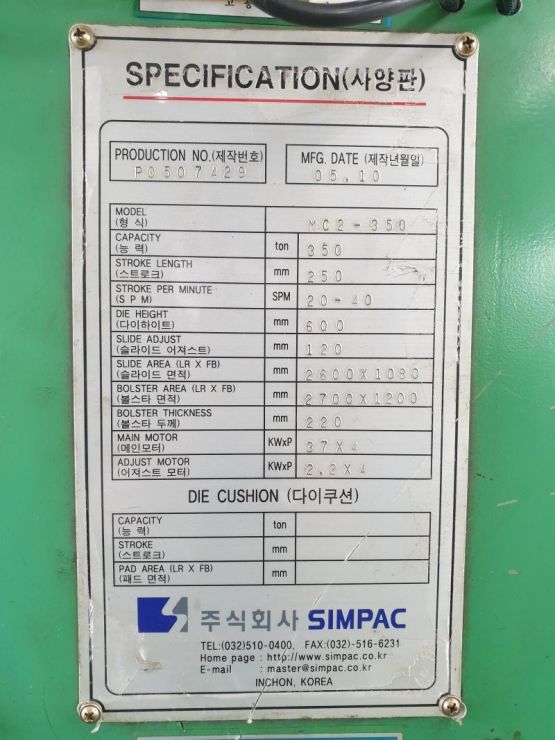 SPECIFICATION(사양판)
PRODUCTION NO.(제작번호)
P0507429
MFG. DATE (제작년월일)
05.10
MODEL
(형 식)
MC2-350
CAPACITY
(능 력)
ton
350
STROKE LENGTH
(스트로크)
mm
250
STROKE PER MINUTE
(S P M)
SPM
20-40
DIE HEIGHT
(다이하이트)
mm
600
SLIDE ADJUST
(슬라이드 어져스트)
mm
120
SLIDE AREA (LR X FB)
(슬라이드 면적)
mm
2600X1080
BOLSTER AREA (LR X FB)
(볼스타 면적)
mm
2700X1200
BOLSTER THICKNESS
(볼스타 두께)
mm
220
MAIN MOTOR
(메인모터)
KWxP
37X4
ADJUST MOTOR
(어져스트 모터)
KWxP
2.2X4
DIE CUSHION (다이쿠션)
CAPACITY
(능 력)
ton
STROKE
(스트로크)
mm
PAD AREA (LR X FB)
(패드 면적)
mm
주식회사 SIMPAC
TEL:(032)510-0400, FAX:(032)-516-6231
Home page : http://www.simpac.co.kr
E-mail : master@simpac.co.kr
INCHON, KOREA